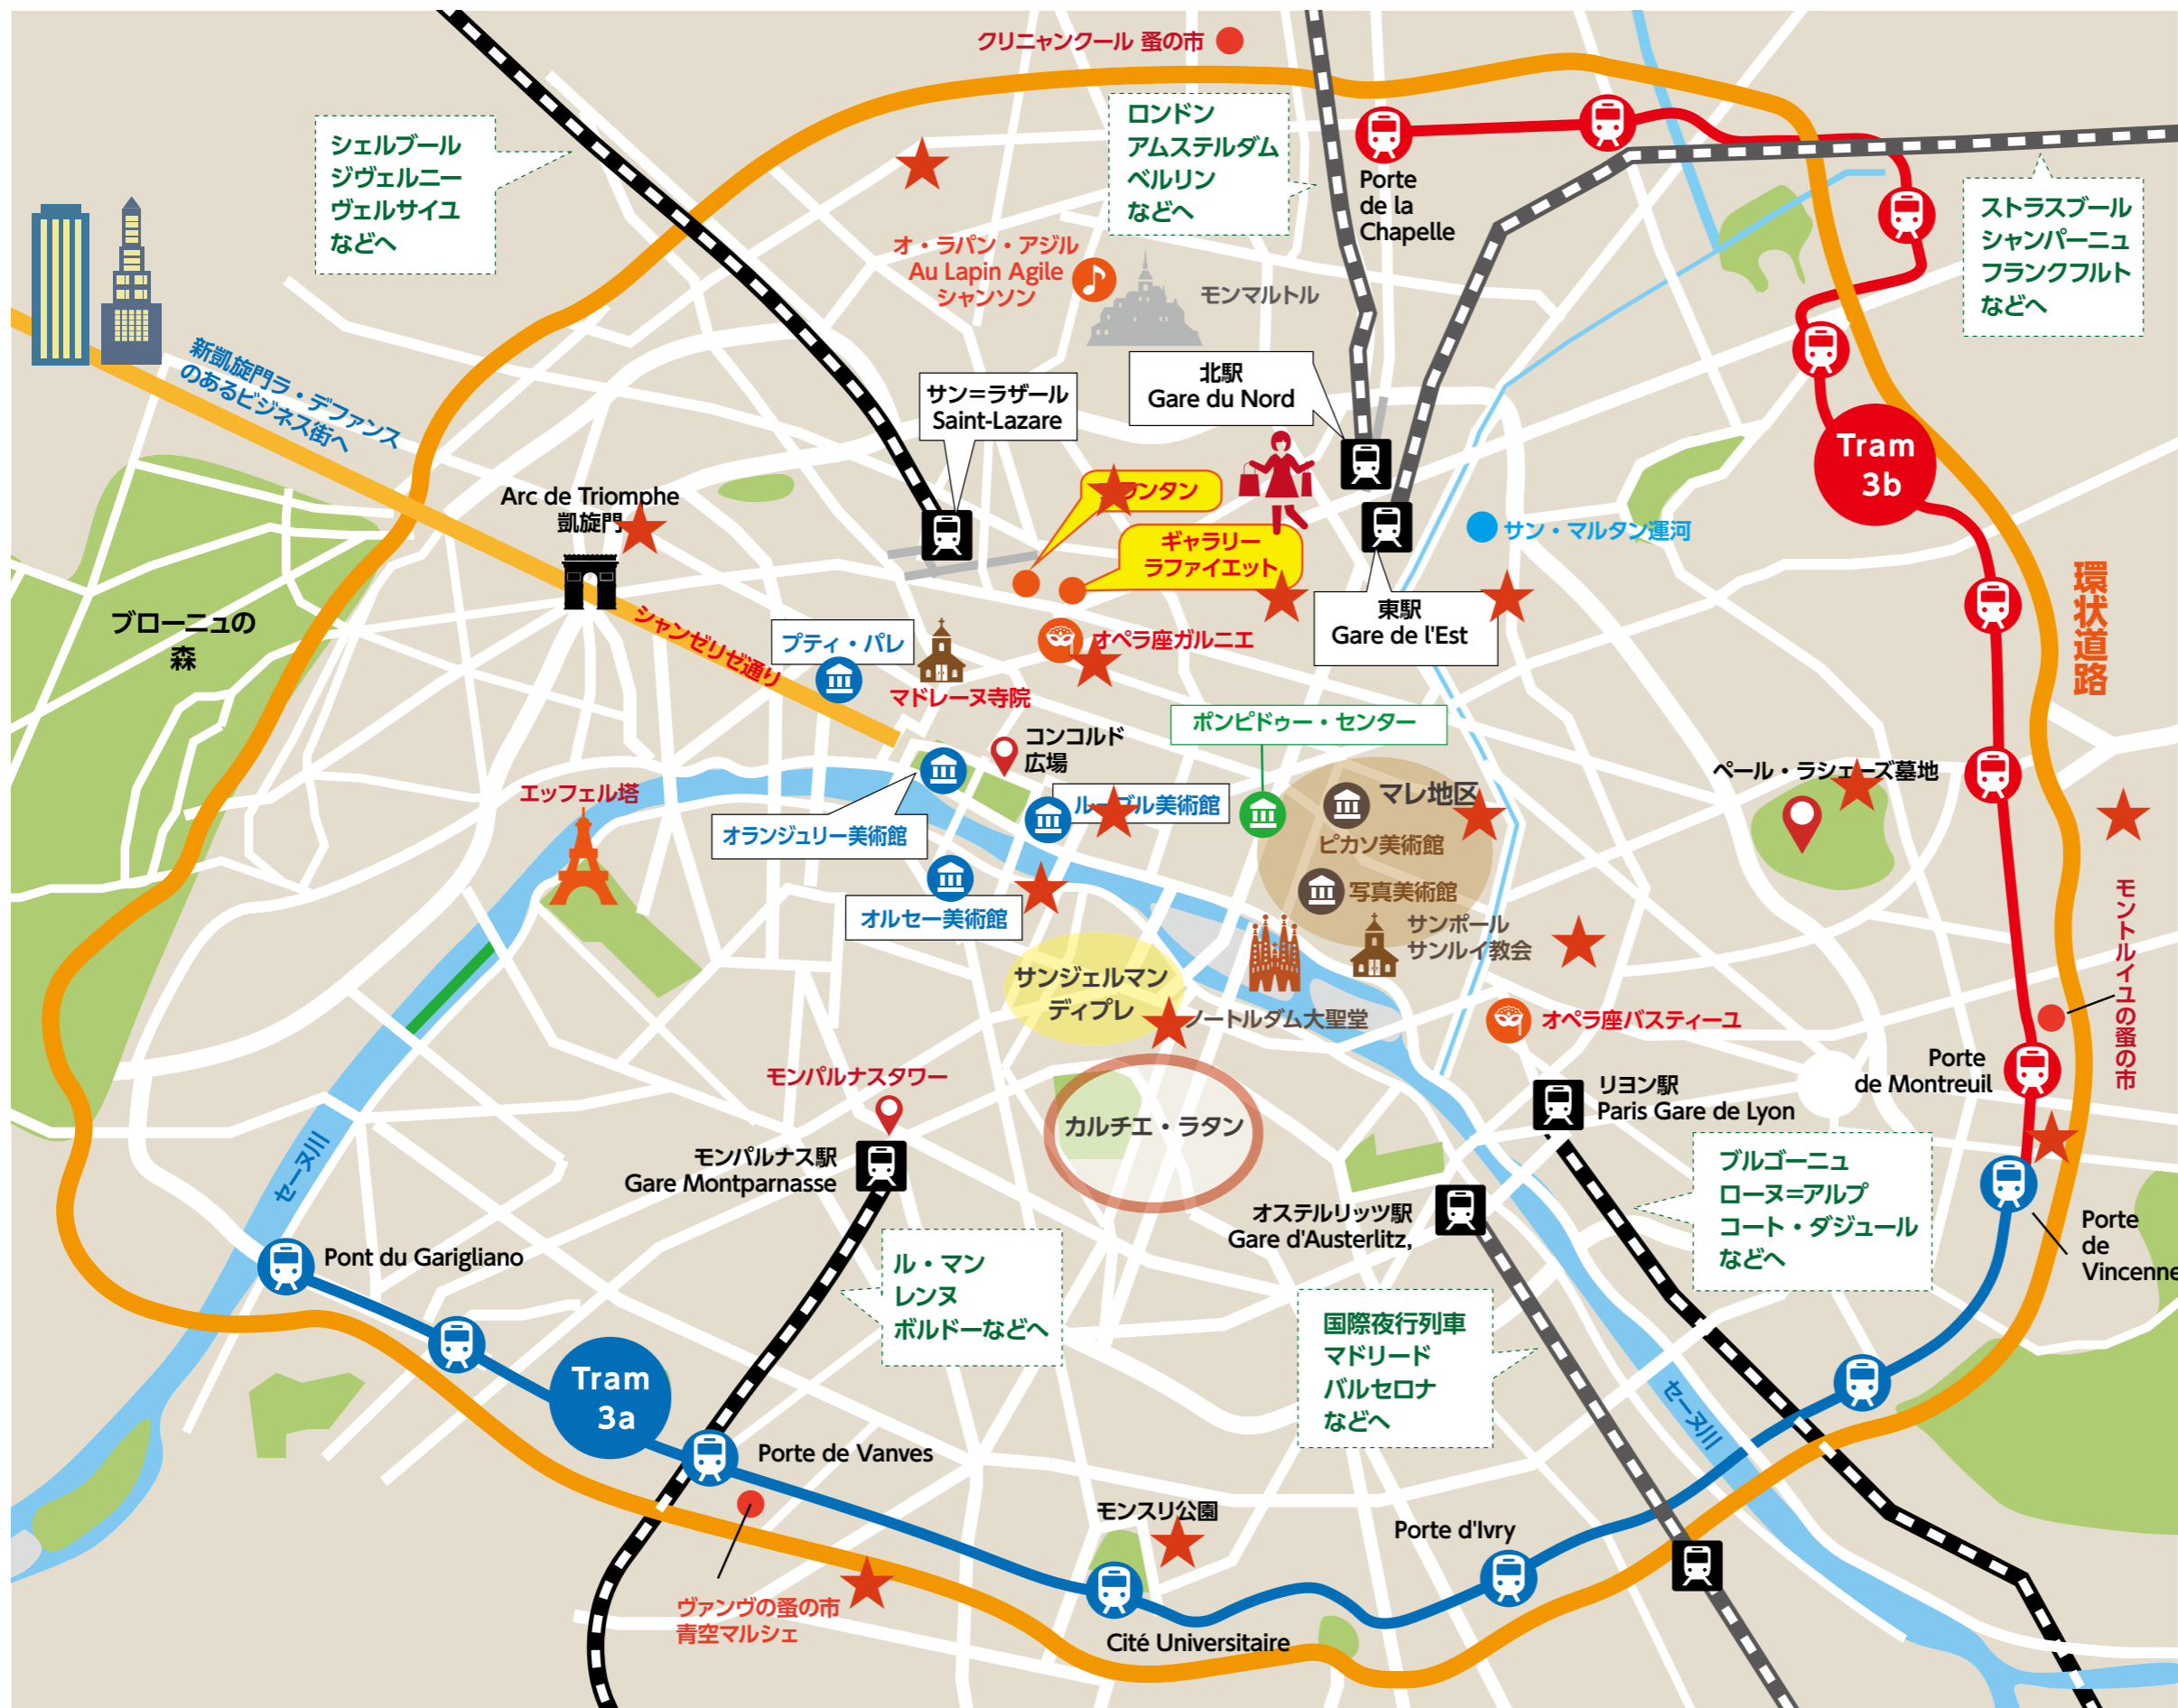 クリニャンクール 蚤の市
シェルブール
ジヴェルニー
ヴェルサイユ
などへ
ロンドン
アムステルダム
ベルリン
などへ
Porte
de la
Chapelle
ストラスブール
シャンパーニュ
フランクフルト
などへ
オ・ラパン・アジル
Au Lapin Agile
シャンソン
モンマルトル
新凱旋門ラ・デファンス
のあるビジネス街へ
サン=ラザール
Saint-Lazare
北駅
Gare du Nord
Tram
3b
Arc de Triomphe
凱旋門
ンタン
ギャラリー
ラファイエット
サン・マルタン運河
環状道路
ブローニュの
森
シャンゼリゼ通り
プティ・パレ
マドレーヌ寺院
オペラ座ガルニエ
東駅
Gare de l'Est
ポンピドゥー・センター
コンコルド
広場
エッフェル塔
オランジュリー美術館
ルーブル美術館
マレ地区
ピカソ美術館
写真美術館
ペール・ラシェーズ墓地
オルセー美術館
サンポール
サンルイ教会
サンジェルマン
ディプレ
ノートルダム大聖堂
オペラ座バスティーユ
モントルイユの蚤の市
Porte
de Montreuil
モンパルナスタワー
カルチエ・ラタン
リヨン駅
Paris Gare de Lyon
モンパルナス駅
Gare Montparnasse
セーヌ川
ブルゴーニュ
ローヌ=アルプ
コート・ダジュール
などへ
オステルリッツ駅
Gare d'Austerlitz,
Porte
de
Vincenne
Pont du Garigliano
ル・マン
レンヌ
ボルドーなどへ
国際夜行列車
マドリード
バルセロナ
などへ
セーヌ川
Tram
3a
Porte de Vanves
モンスリ公園
Porte d'Ivry
ヴァンヴの蚤の市
青空マルシェ
Cité Universitaire